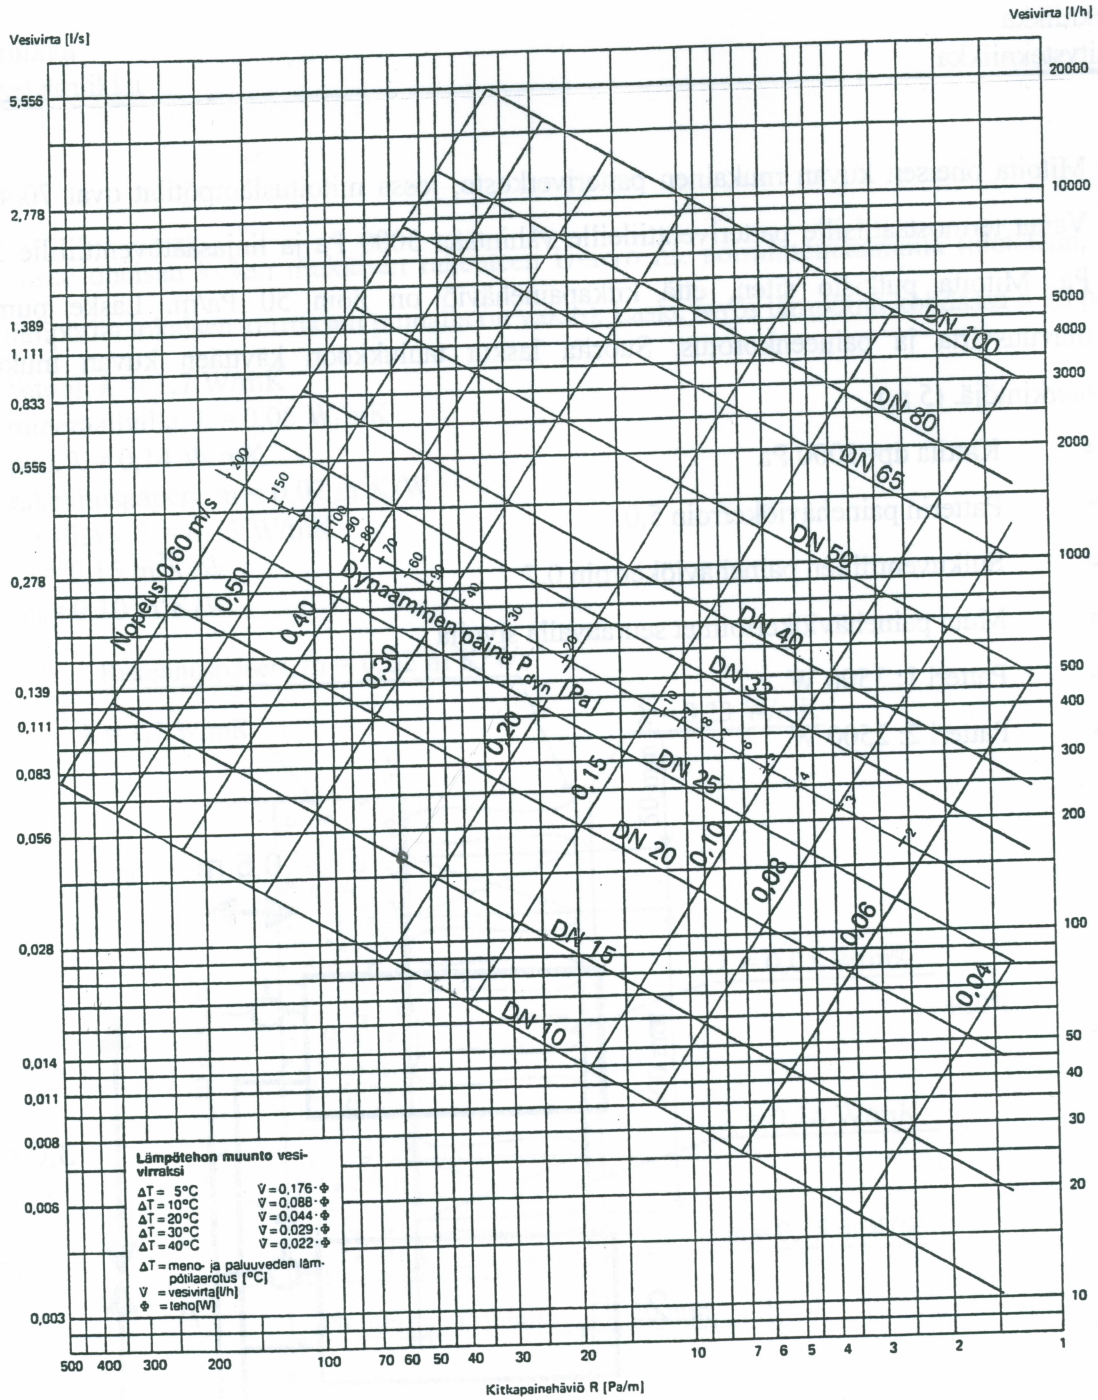 Vesivirta [l/h]
Vesivirta [l/s]
20000
5,556
10000
2,778
5000
4000
1,389
1,111
3000
DN 100
0,833
DN 80
2000
0,556
DN 65
200
150
100
90
80
70
60
50
40
30
20
10
9
8
7
6
5
4
3
2
1000
DN 50
Nopeus 0,60 m/s
0,50
0,40
0,30
0,20
0,15
0,10
0,08
0,06
0,04
0,278
Dynaaminen paine Pdyn [Pa]
DN 40
DN 32
500
0,139
400
0,111
300
0,083
DN 25
200
0,056
DN 20
100
0,028
DN 15
50
DN 10
0,014
40
0,011
30
0,008
20
0,006
10
0,003
Lämpötehon muunto vesi-
virraksi
ΔT = 5°C V̇=0,176·Φ
ΔT = 10°C V̇=0,088·Φ
ΔT = 20°C V̇=0,044·Φ
ΔT = 30°C V̇=0,029·Φ
ΔT = 40°C V̇=0,022·Φ
ΔT = meno- ja paluuveden läm-
pötilaerotus [°C]
V̇ = vesivirta[l/h]
Φ = teho[W]
500 400 300 200 100 70 60 50 40 30 20 10 7 6 5 4 3 2 1
Kitkapainehäviö R [Pa/m]